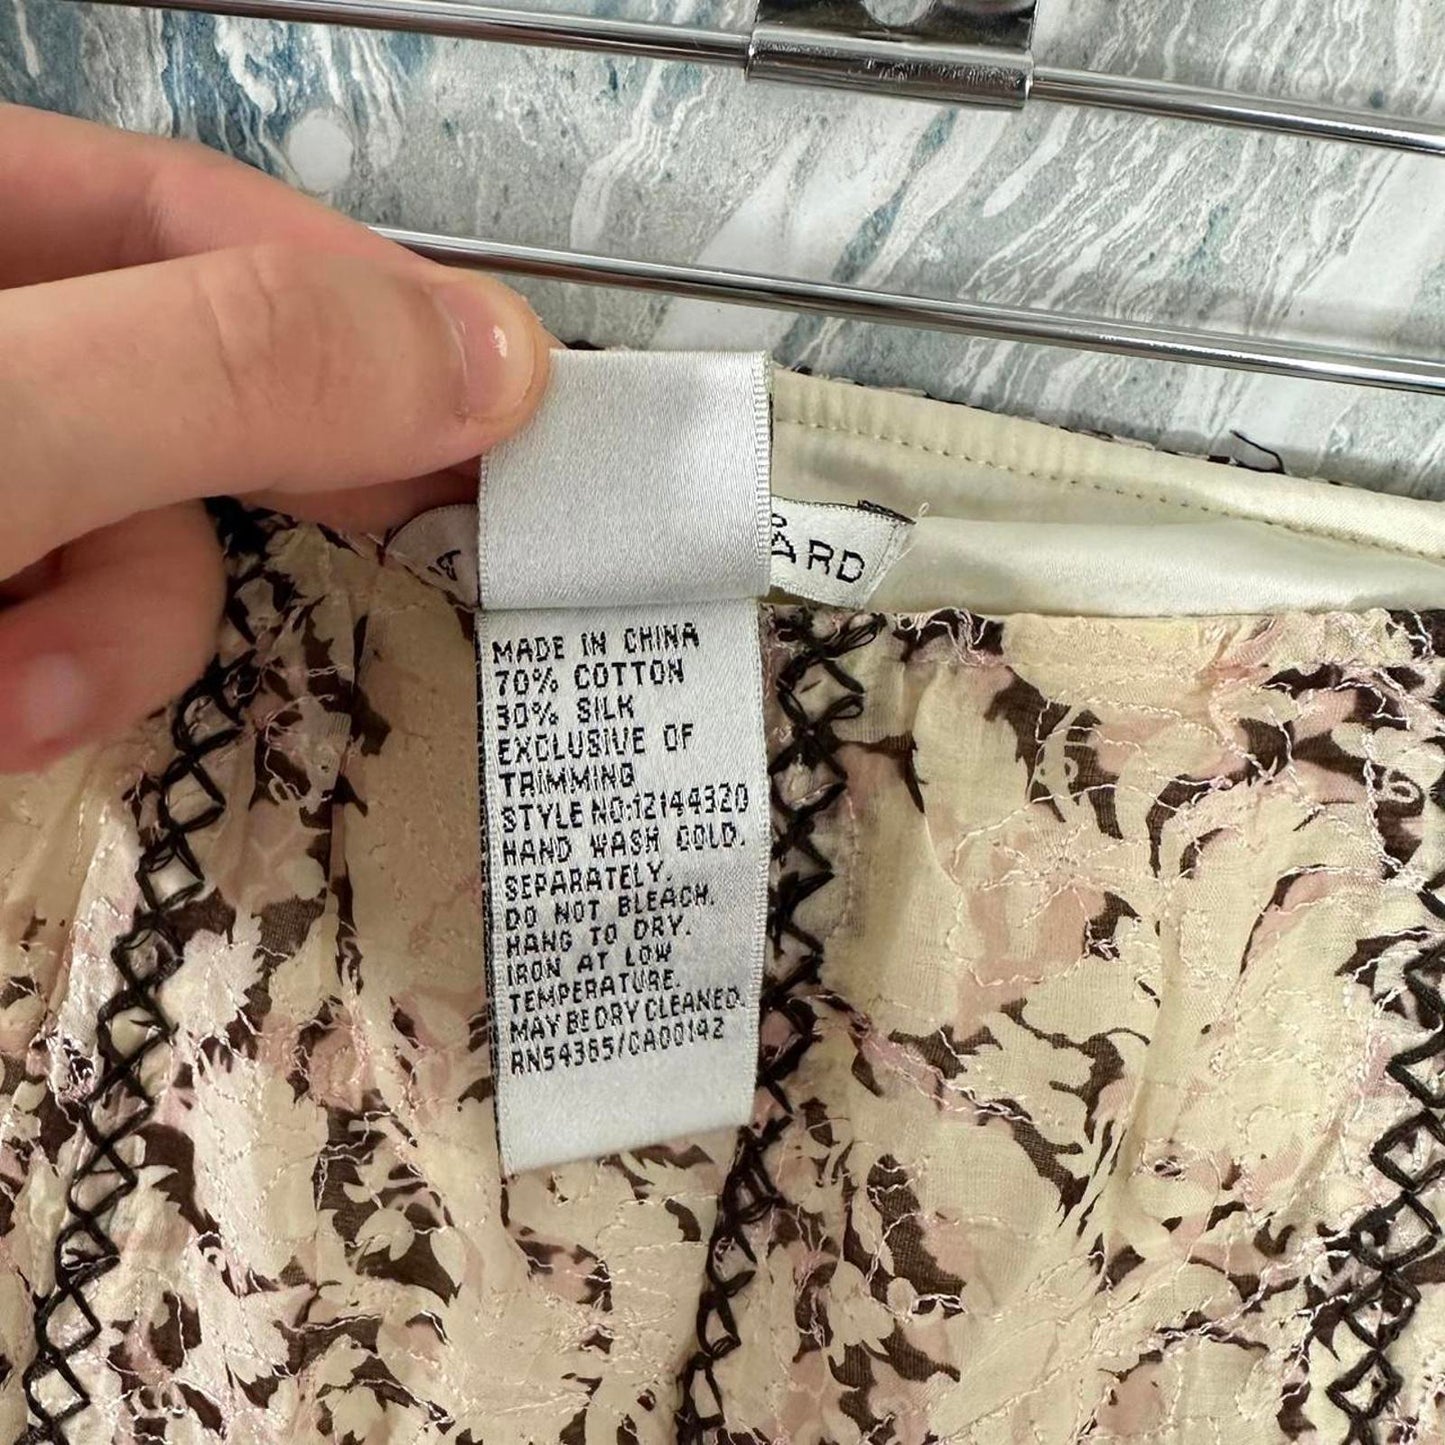 ARD
MADE IN CHINA
70% COTTON
30% SILK
EXCLUSIVE OF
TRIMMING
STYLE NO:12144320
HAND WASH COLD.
SEPARATELY.
DO NOT BLEACH.
HANG TO DRY.
IRON AT LOW
TEMPERATURE.
MAY BE DRY CLEANED.
RN54365/CA00142